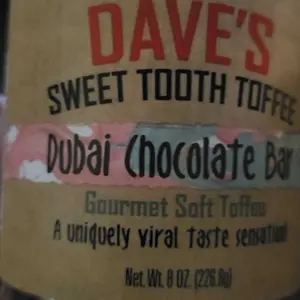 DAVE'S
SWEET TOOTH TOFFEE
Dubai Chocolate Bar
Gourmet Soft Toffee
A uniquely viral taste sensation!
Net. Wt. 8 OZ. (226.8g)